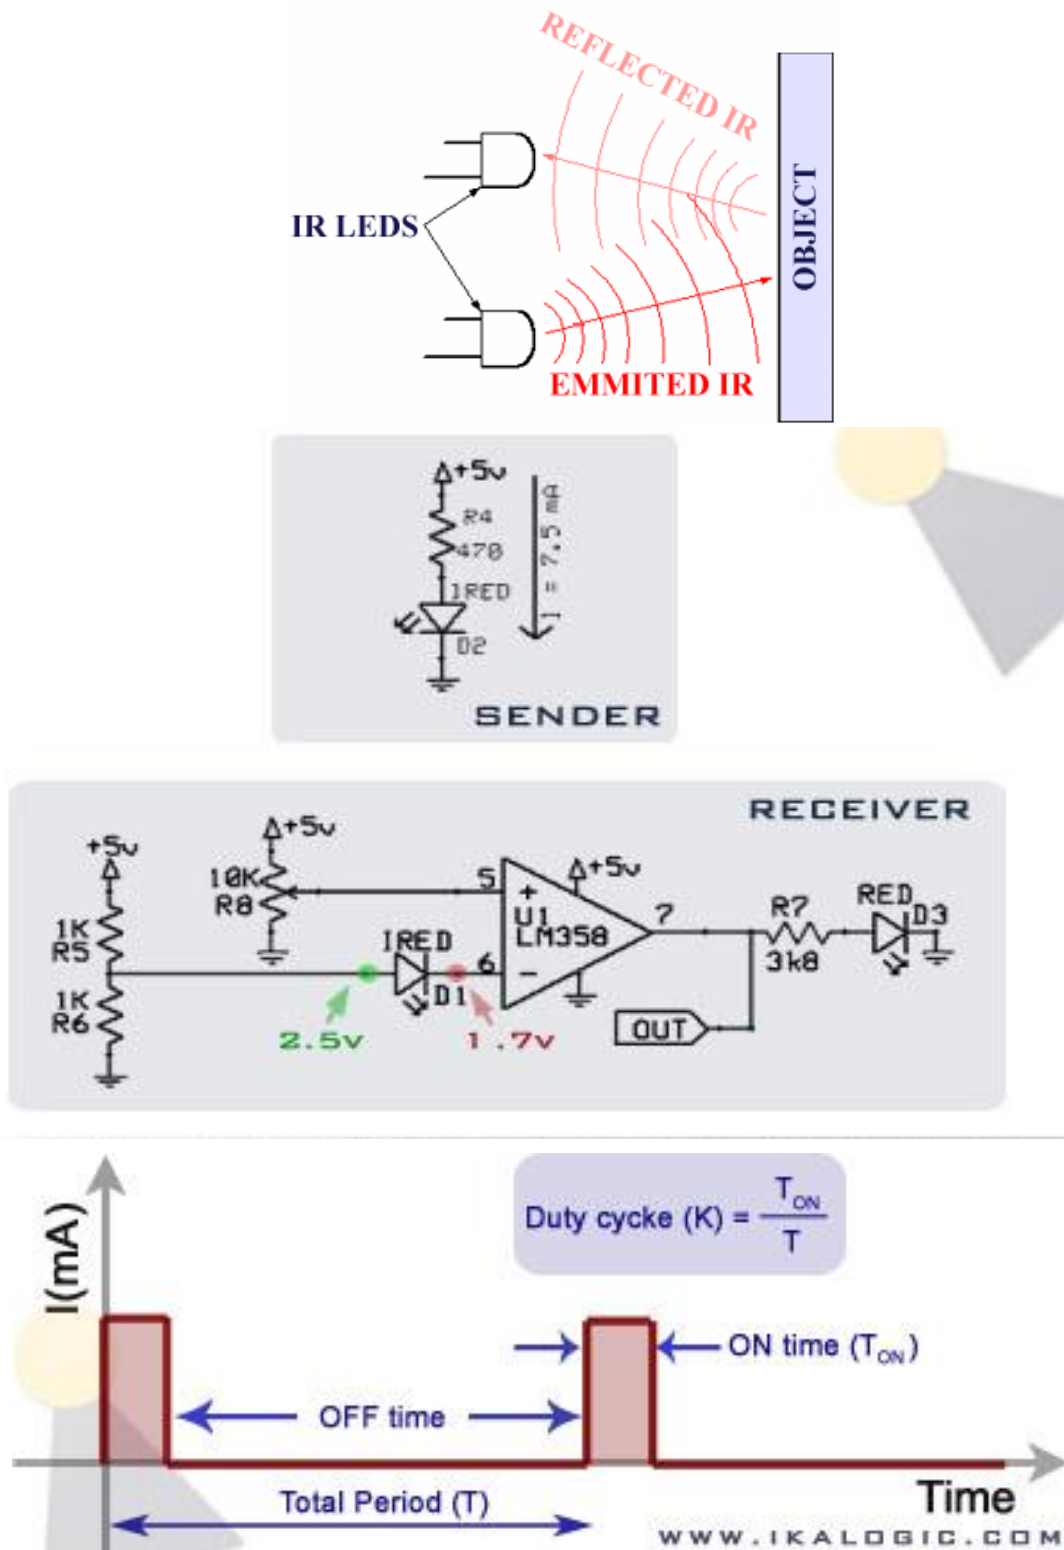 REFLECTED IR
IR LEDS
OBJECT
EMMITED IR
+5v
R4
470
I = 7.5 mA
IRED
D2
SENDER
RECEIVER
+5v
+5v
10K
R8
5
+
+5v
U1
LM358
7
R7
3k8
RED
D3
1K
R5
IRED
D1
6
−
1K
R6
2.5v
1.7v
OUT
I(mA)
Duty cycke (K) = T_ON / T
ON time (T_ON)
OFF time
Total Period (T)
Time
WWW.IKALOGIC.COM